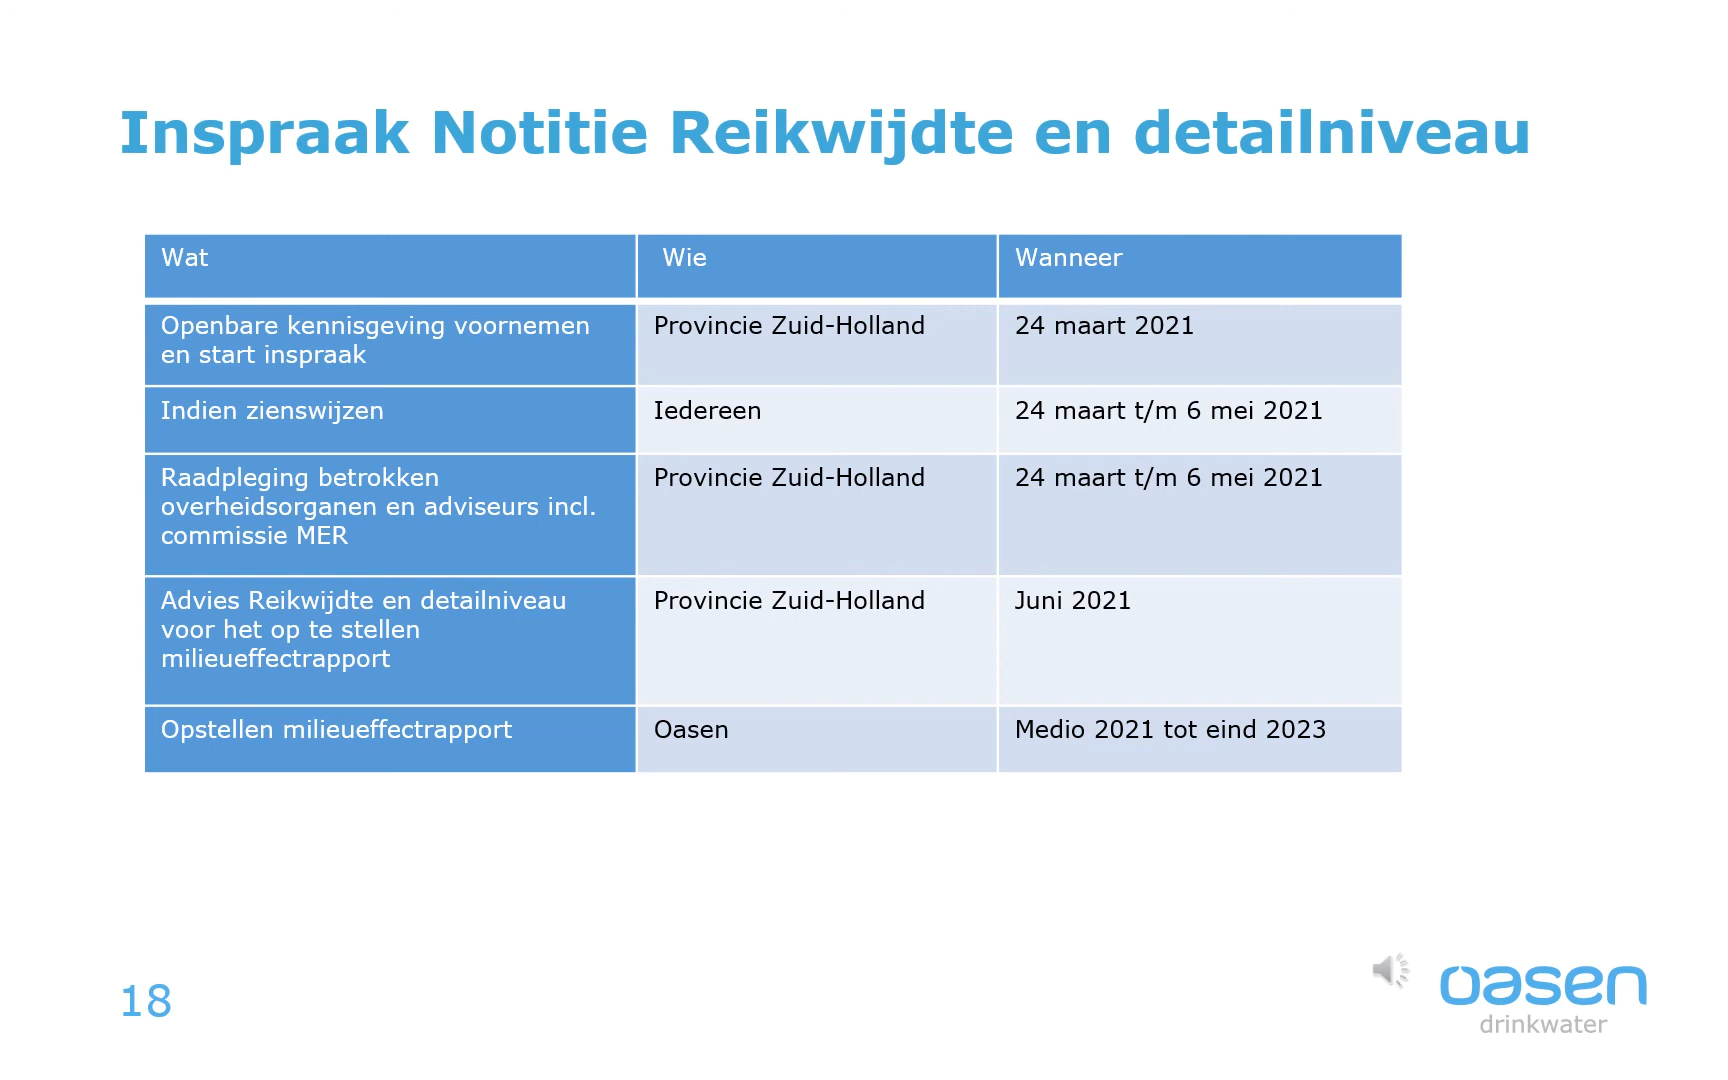 Inspraak Notitie Reikwijdte en detailniveau
Wat
Wie
Wanneer
Openbare kennisgeving voornemen
en start inspraak
Provincie Zuid-Holland
24 maart 2021
Indien zienswijzen
Iedereen
24 maart t/m 6 mei 2021
Raadpleging betrokken
overheidsorganen en adviseurs incl.
commissie MER
Provincie Zuid-Holland
24 maart t/m 6 mei 2021
Advies Reikwijdte en detailniveau
voor het op te stellen
milieueffectrapport
Provincie Zuid-Holland
Juni 2021
Opstellen milieueffectrapport
Oasen
Medio 2021 tot eind 2023
18
oasen
drinkwater